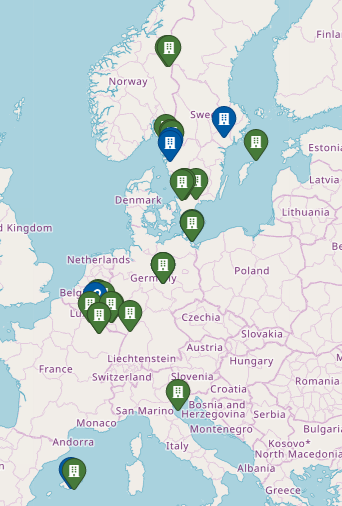 Finlan
Norway
Swe
Estonia
Latvia
Denmark
Lithuania
d Kingdom
Be
Netherlands
Poland
Germany
Belg
Lu
Czechia
Slovakia
Austria
Liechtenstein
Hungary
M
France
Switzerland
Slovenia
Romania
Croatia
San Marino
Bosnia and
Herzegovina
Serbia
Monaco
Montenegro
Bulgaria
Andorra
Italy
Kosovo*
North Macedonia
Albania
n
Greece